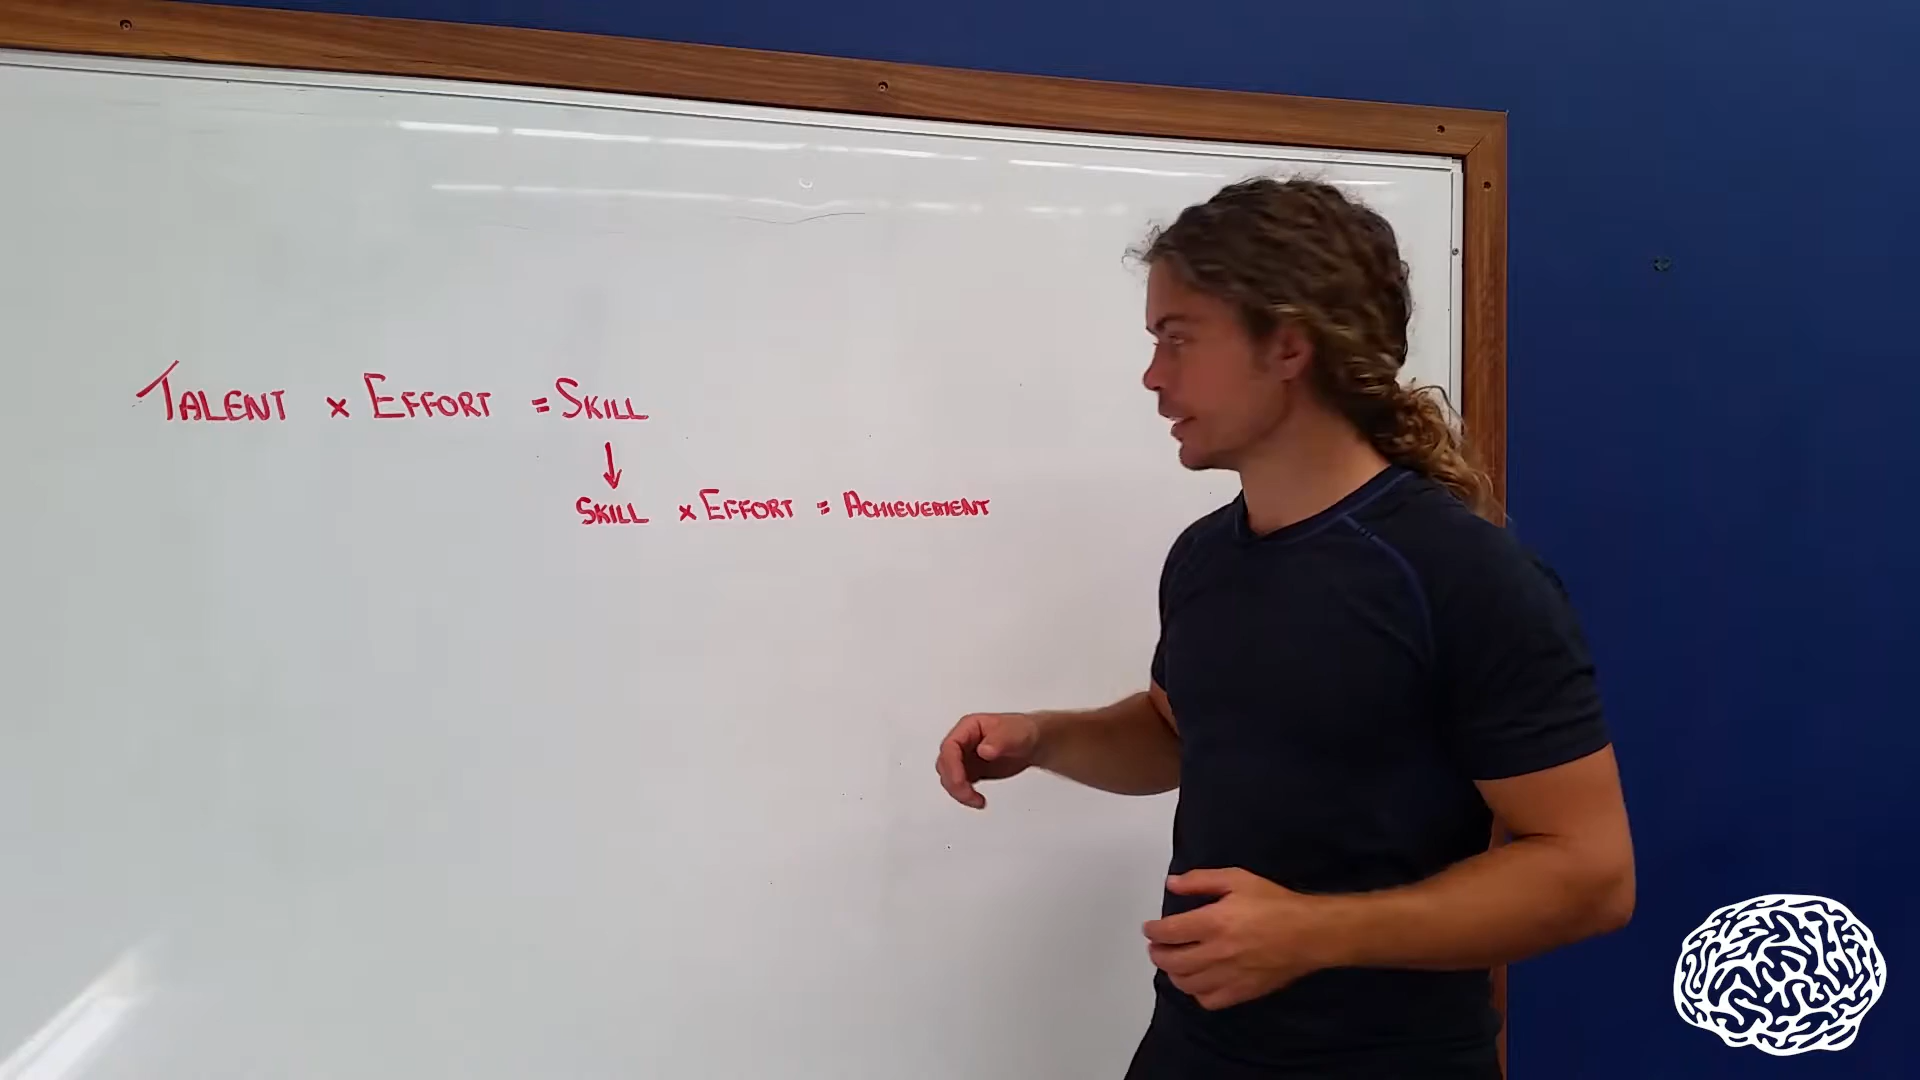 TALENT x EFFORT = SKILL
↓
SKILL x EFFORT = ACHIEVEMENT